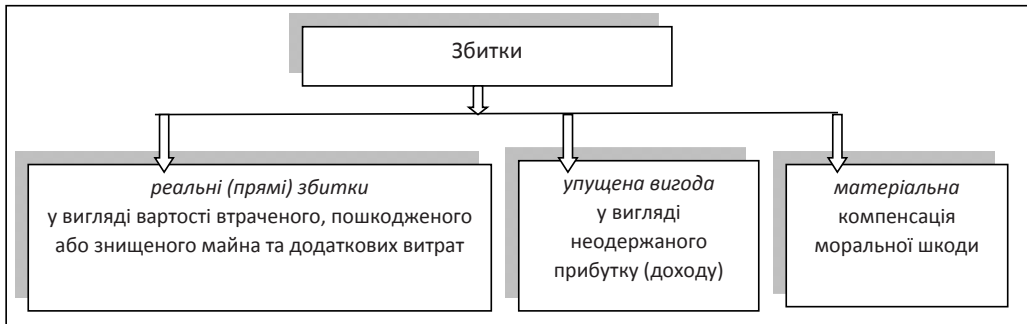 Збитки
реальні (прямі) збитки
у вигляді вартості втраченого, пошкодженого
або знищеного майна та додаткових витрат
упущена вигода
у вигляді
неодержаного
прибутку (доходу)
матеріальна
компенсація
моральної шкоди